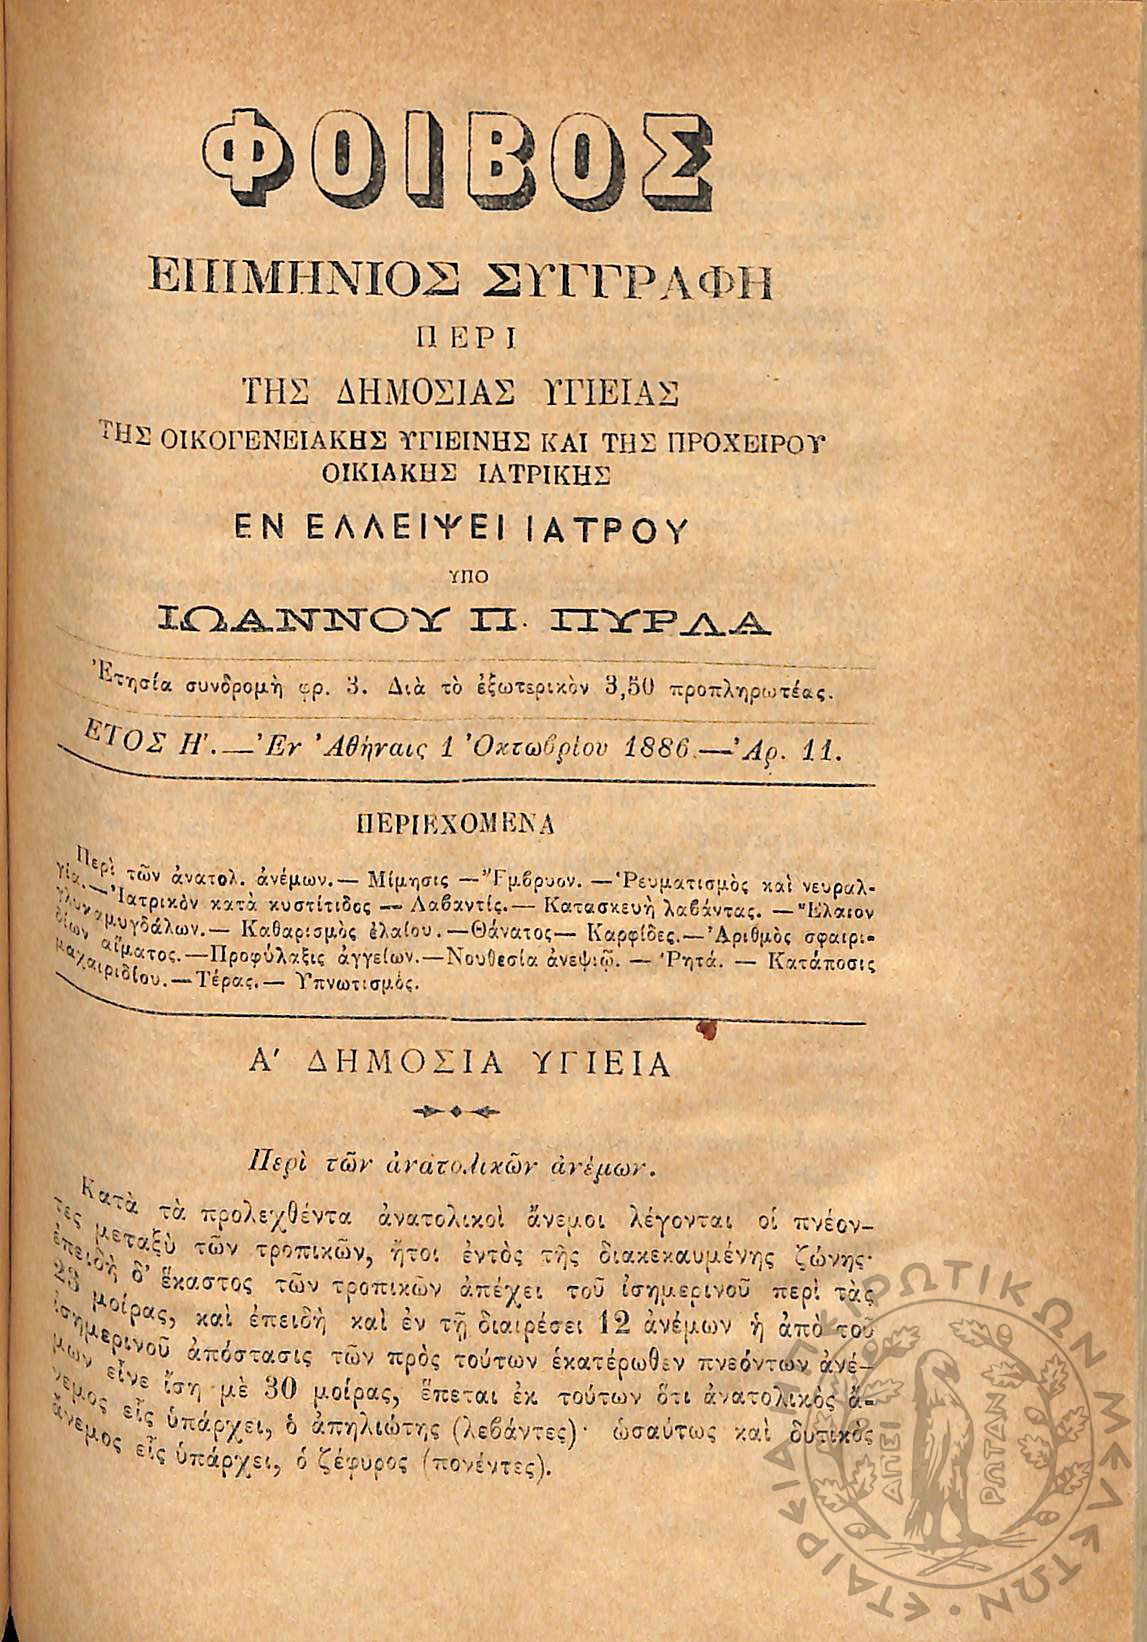 ΦΟΙΒΟΣ
ΕΠΙΜΗΝΙΟΣ ΣΥΓΓΡΑΦΗ
ΠΕΡΙ
ΤΗΣ ΔΗΜΟΣΙΑΣ ΥΓΙΕΙΑΣ
ΤΗΣ ΟΙΚΟΓΕΝΕΙΑΚΗΣ ΥΓΙΕΙΝΗΣ ΚΑΙ ΤΗΣ ΠΡΟΧΕΙΡΟΥ
ΟΙΚΙΑΚΗΣ ΙΑΤΡΙΚΗΣ
ΕΝ ΕΛΛΕΙΨΕΙ ΙΑΤΡΟΥ
ΥΠΟ
ΙΩΑΝΝΟΥ Π. ΠΥΡΛΑ
Ἐτησία συνδρομὴ φρ. 3. Διὰ τὸ ἐξωτερικὸν 3,50 προπληρωτέας.
ΕΤΟΣ Η'.—Ἐν Ἀθήναις 1 Ὀκτωβρίου 1886.—Ἀρ. 11.
ΠΕΡΙΕΧΟΜΕΝΑ
Περὶ τῶν ἀνατολ. ἀνέμων.— Μίμησις —Ἔμβρυον. —Ῥευματισμὸς καὶ νευραλ-
γία.—Ἰατρικὸν κατὰ κυστίτιδος — Λαβαντίς.— Κατασκευὴ λαβάντας. —Ἔλαιον
γλυκαμυγδάλων.— Καθαρισμὸς ἐλαίου.—Θάνατος— Καρφίδες.—Ἀριθμὸς σφαιρι-
δίων αἵματος.—Προφύλαξις ἀγγείων.—Νουθεσία ἀνεψιῷ. — Ῥητά. — Κατάποσις
μαχαιριδίου.—Τέρας.— Ὑπνωτισμός.
Α' ΔΗΜΟΣΙΑ ΥΓΙΕΙΑ
Περὶ τῶν ἀνατολικῶν ἀνέμων.
Κατὰ τὰ προλεχθέντα ἀνατολικοὶ ἄνεμοι λέγονται οἱ πνέον-
τες μεταξὺ τῶν τροπικῶν, ἤτοι ἐντὸς τῆς διακεκαυμένης ζώνης·
ἐπειδὴ δ' ἕκαστος τῶν τροπικῶν ἀπέχει τοῦ ἰσημερινοῦ περὶ τὰς
23 μοίρας, καὶ ἐπειδὴ καὶ ἐν τῇ διαιρέσει 12 ἀνέμων ἡ ἀπὸ τοῦ
ἰσημερινοῦ ἀπόστασις τῶν πρὸς τούτων ἑκατέρωθεν πνεόντων ἀνέ-
μων εἶνε ἴση μὲ 30 μοίρας, ἕπεται ἐκ τούτων ὅτι ἀνατολικὸς ἄ-
νεμος εἷς ὑπάρχει, ὁ ἀπηλιώτης (λεβάντες)· ὡσαύτως καὶ δυτικὸς
ἄνεμος εἷς ὑπάρχει, ὁ ζέφυρος (πονέντες).
ΕΤΑΙΡΕΙΑ ΗΠΕΙΡΩΤΙΚΩΝ ΜΕΛΕΤΩΝ
ΑΠΕΙ
ΡΩΤΑΝ